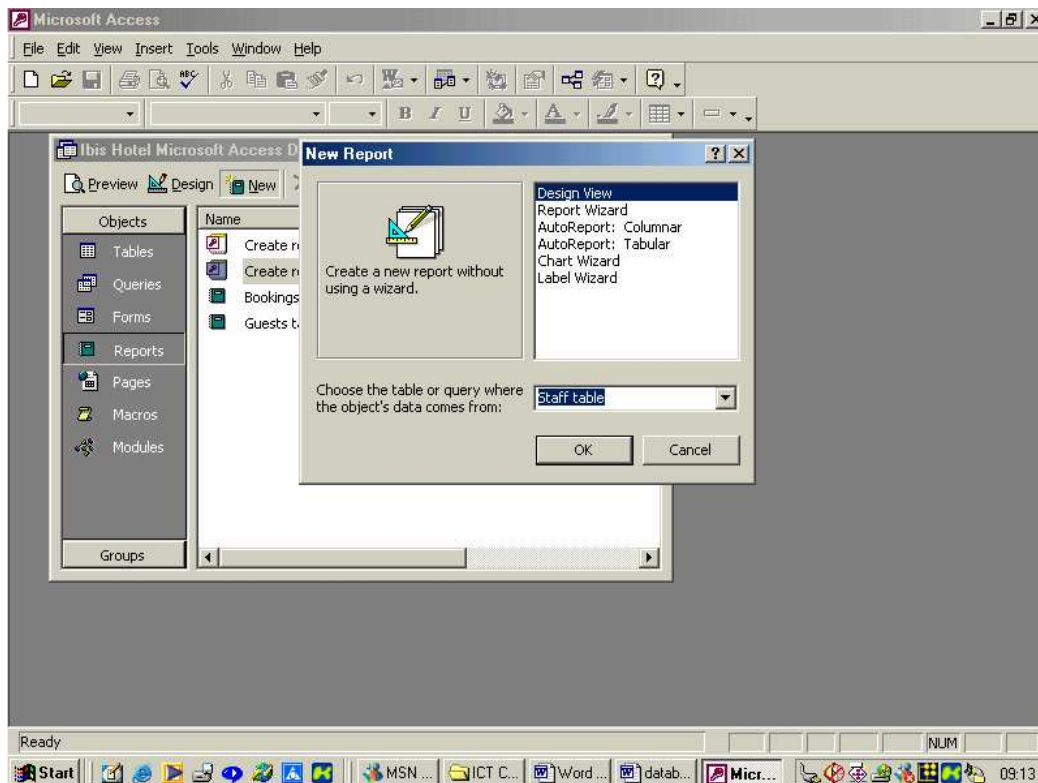 Microsoft Access
File Edit View Insert Tools Window Help
B I U
Ibis Hotel Microsoft Access D
Preview Design New
Objects
Tables
Queries
Forms
Reports
Pages
Macros
Modules
Groups
Name
Create r
Create r
Bookings
Guests t
New Report
Create a new report without
using a wizard.
Design View
Report Wizard
AutoReport: Columnar
AutoReport: Tabular
Chart Wizard
Label Wizard
Choose the table or query where
the object's data comes from:
Staff table
OK Cancel
Ready NUM
Start MSN ... ICT C... Word ... datab... Micr... 09:13